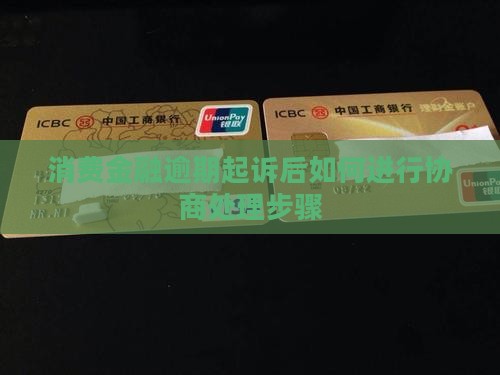 ICBC 中国工商银行
UnionPay
银联
ICBC 中国工商银行 理财金账户
UnionPay
银联
消费金融逾期起诉后如何进行协
商处理步骤